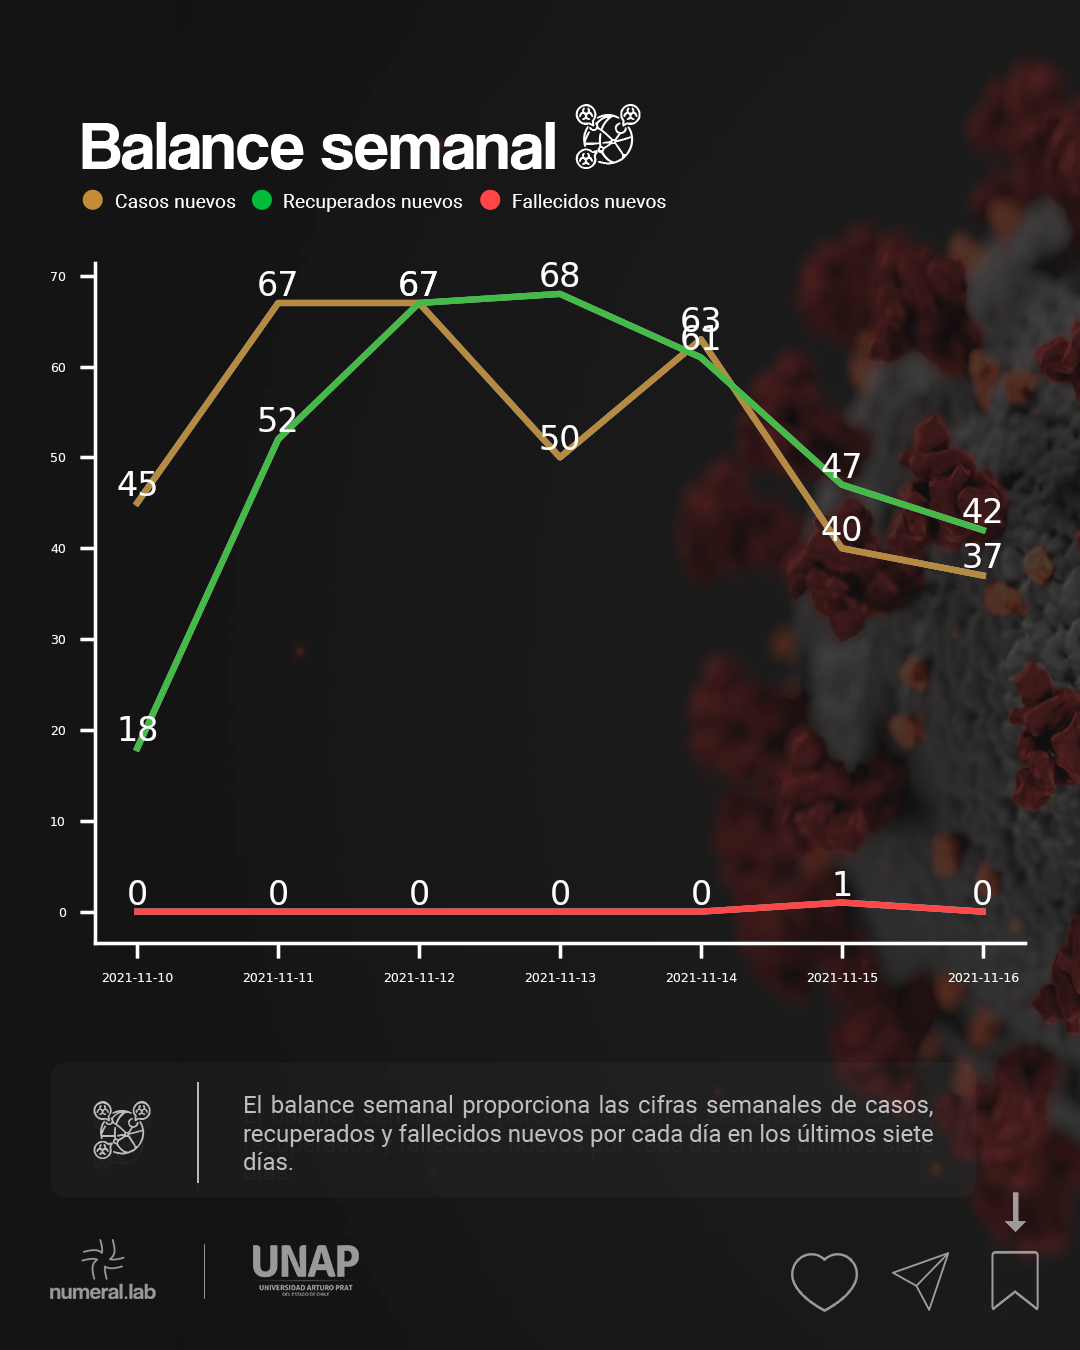 Balance semanal
Casos nuevos Recuperados nuevos Fallecidos nuevos
70
60
50
40
30
20
10
0
67 67 68
63
61
52
50
45
47
42
40
37
18
0 0 0 0 0 1 0
2021-11-10 2021-11-11 2021-11-12 2021-11-13 2021-11-14 2021-11-15 2021-11-16
El balance semanal proporciona las cifras semanales de casos,
recuperados y fallecidos nuevos por cada día en los últimos siete
días.
numeral.lab
UNAP
UNIVERSIDAD ARTURO PRAT
DEL ESTADO DE CHILE